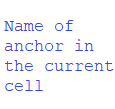 Name of
anchor in
the current
cell